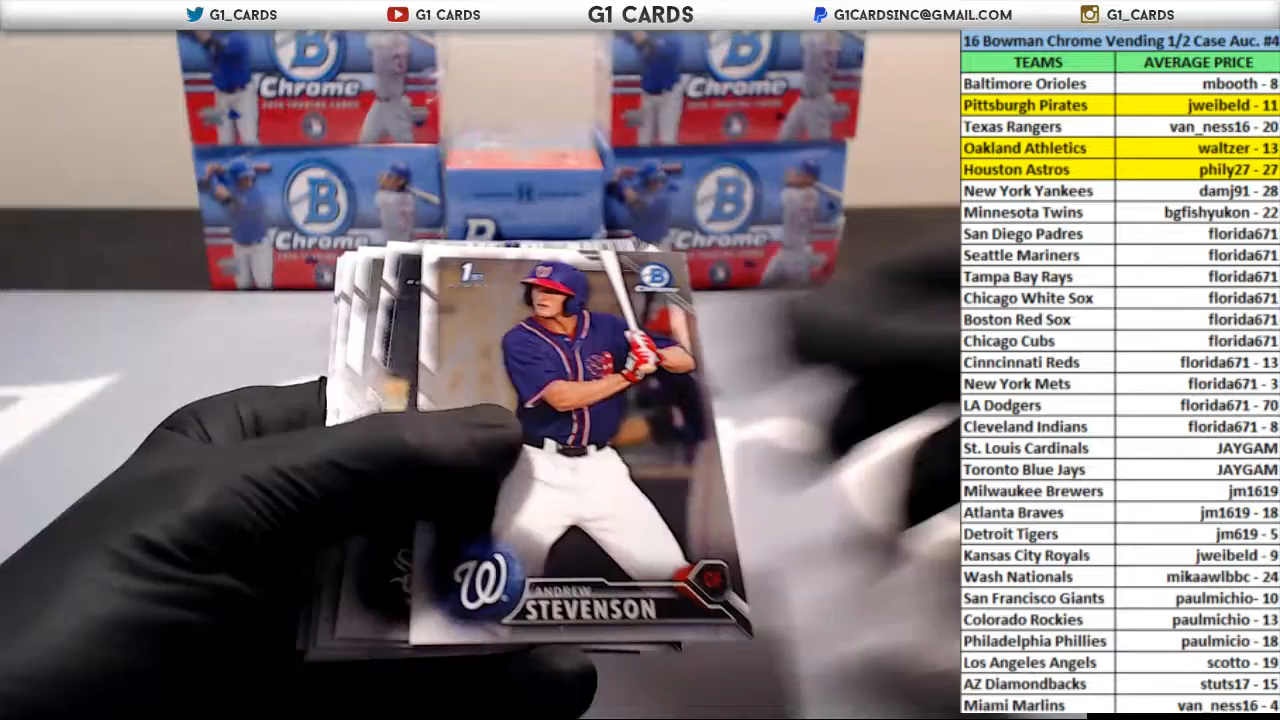 G1_CARDS G1 CARDS G1 CARDS G1CARDSINC@GMAIL.COM G1_CARDS
16 Bowman Chrome Vending 1/2 Case Auc. #4
TEAMS AVERAGE PRICE
Baltimore Orioles mbooth - 8
Pittsburgh Pirates jweibeld - 11
Texas Rangers van_ness16 - 20
Oakland Athletics waltzer - 13
Houston Astros phily27 - 27
New York Yankees damj91 - 28
Minnesota Twins bgfishyukon - 22
San Diego Padres florida671
Seattle Mariners florida671
Tampa Bay Rays florida671
Chicago White Sox florida671
Boston Red Sox florida671
Chicago Cubs florida671
Cinncinnati Reds florida671 - 13
New York Mets florida671 - 3
LA Dodgers florida671 - 70
Cleveland Indians florida671 - 8
St. Louis Cardinals JAYGAM
Toronto Blue Jays JAYGAM
Milwaukee Brewers jm1619
Atlanta Braves jm1619 - 18
Detroit Tigers jm619 - 5
Kansas City Royals jweibeld - 9
Wash Nationals mikaawlbbc - 24
San Francisco Giants paulmichio- 10
Colorado Rockies paulmichio - 13
Philadelphia Phillies paulmicio - 18
Los Angeles Angels scotto - 19
AZ Diamondbacks stuts17 - 15
Miami Marlins van_ness16 - 4
B Chrome
B Chrome
B Chrome
B Chrome
1st
B Chrome
W
OF
ANDREW
STEVENSON